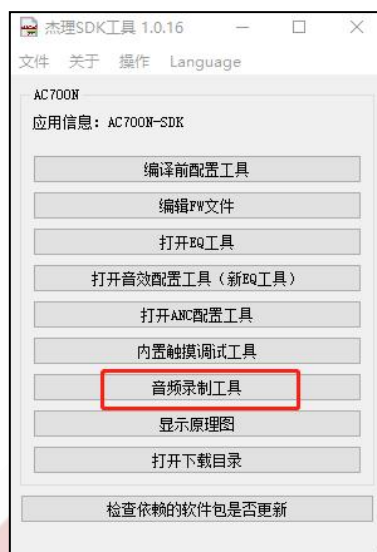 杰理SDK工具 1.0.16
文件 关于 操作 Language
AC700N
应用信息: AC700N-SDK
编译前配置工具
编辑FW文件
打开EQ工具
打开音效配置工具（新EQ工具）
打开ANC配置工具
内置触摸调试工具
音频录制工具
显示原理图
打开下载目录
检查依赖的软件包是否更新